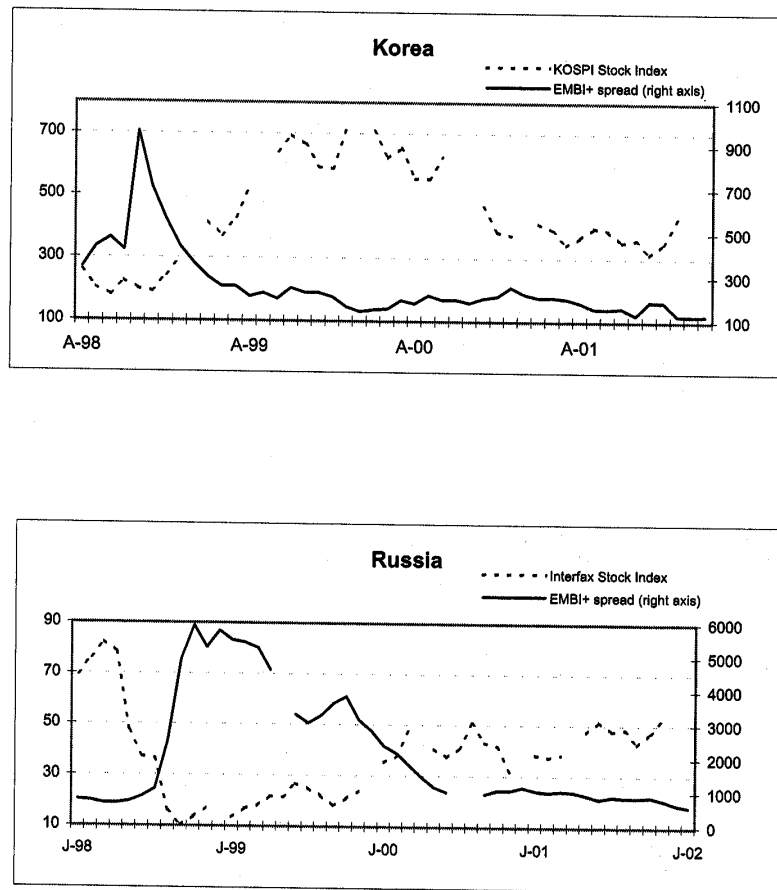 Korea
KOSPI Stock Index
EMBI+ spread (right axis)
700
500
300
100
1100
900
700
500
300
100
A-98
A-99
A-00
A-01
Russia
Interfax Stock Index
EMBI+ spread (right axis)
90
70
50
30
10
6000
5000
4000
3000
2000
1000
0
J-98
J-99
J-00
J-01
J-02